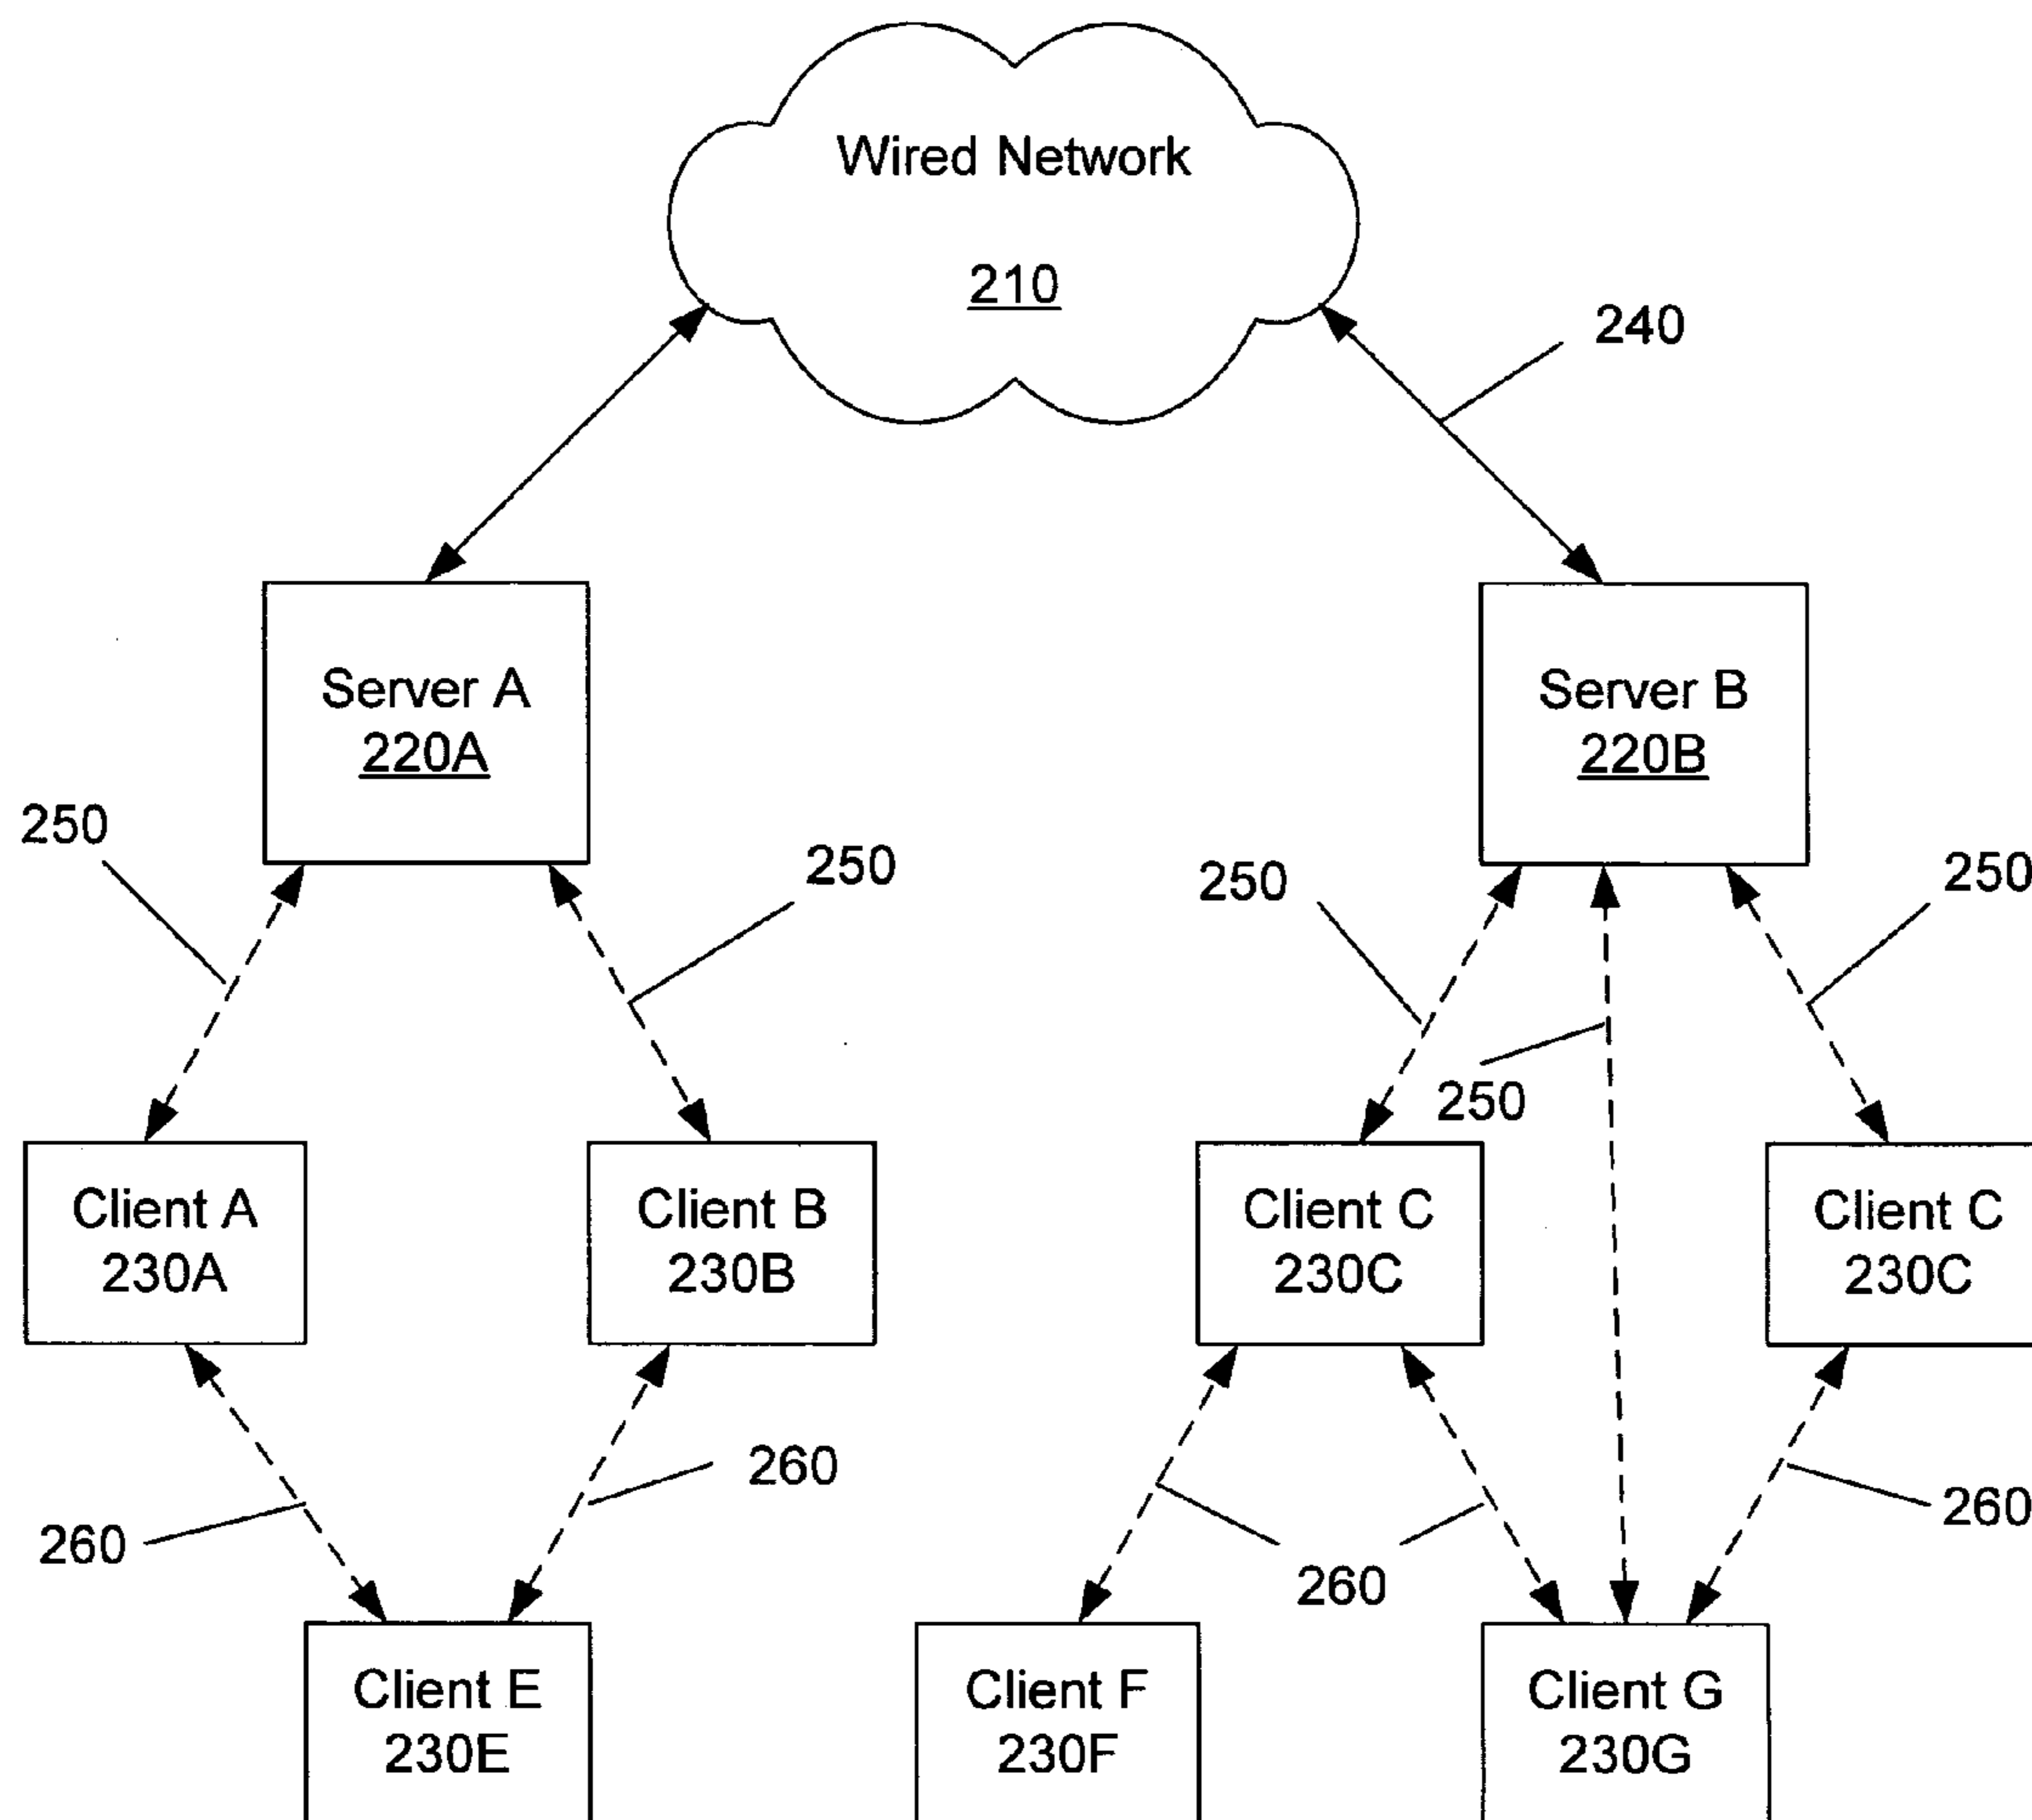 Wired Network
210
240
Server A
220A
Server B
220B
250
250
250
250
250
Client A
230A
Client B
230B
Client C
230C
Client C
230C
260
260
260
260
Client E
230E
Client F
230F
Client G
230G